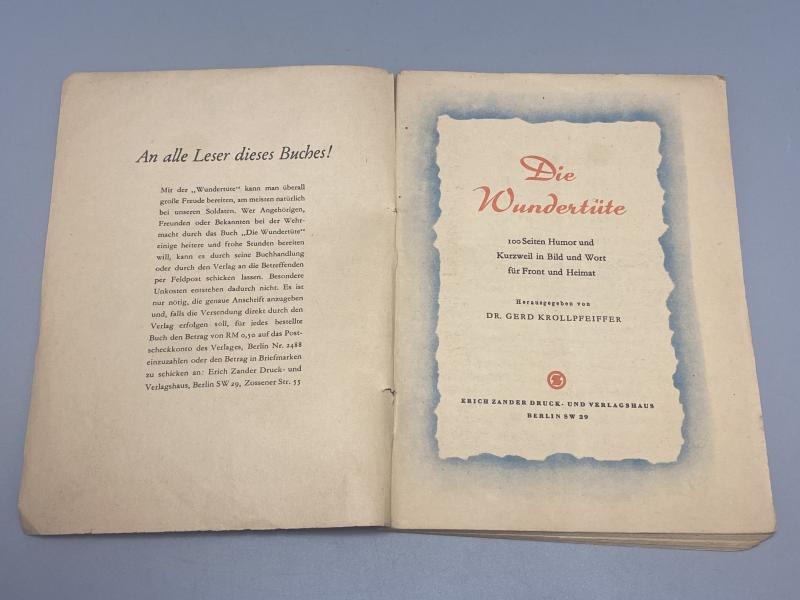 An alle Leser dieses Buches!
Mit der „Wundertüte“ kann man überall
große Freude bereiten, am meisten natürlich
bei unseren Soldaten. Wer Angehörigen,
Freunden oder Bekannten bei der Wehr-
macht durch das Buch „Die Wundertüte“
einige heitere und frohe Stunden bereiten
will, kann es durch seine Buchhandlung
oder durch den Verlag an die Betreffenden
per Feldpost schicken lassen. Besondere
Unkosten entstehen dadurch nicht. Es ist
nur nötig, die genaue Anschrift anzugeben
und, falls die Versendung direkt durch den
Verlag erfolgen soll, für jedes bestellte
Buch den Betrag von RM 0,50 auf das Post-
scheckkonto des Verlages, Berlin Nr. 2488
einzuzahlen oder den Betrag in Briefmarken
zu schicken an: Erich Zander Druck- und
Verlagshaus, Berlin SW 29, Zossener Str. 55
Die
Wundertüte
100 Seiten Humor und
Kurzweil in Bild und Wort
für Front und Heimat
Herausgegeben von
DR. GERD KROLLPFEIFFER
ERICH ZANDER DRUCK- UND VERLAGSHAUS
BERLIN SW 29